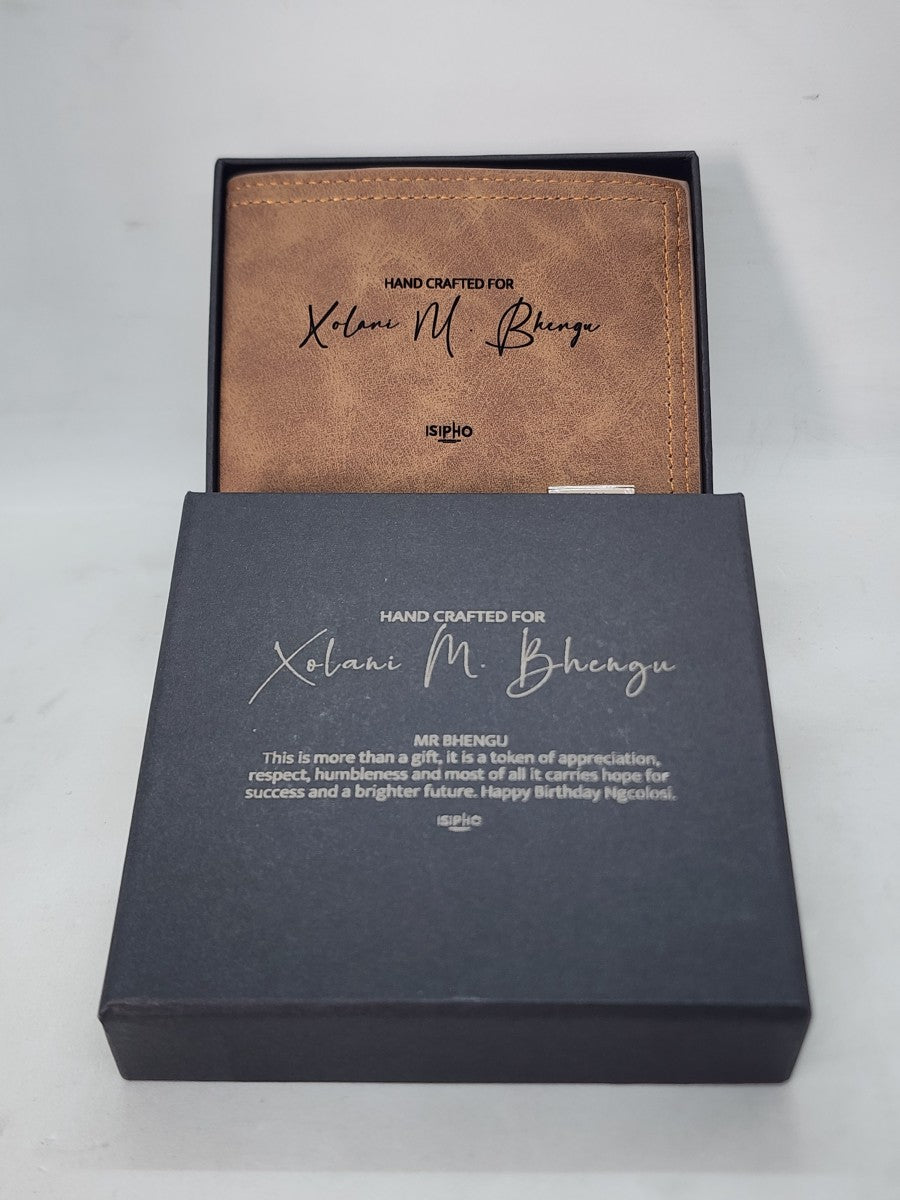 HAND CRAFTED FOR
Xolani M. Bhengu
ISIPHO
HAND CRAFTED FOR
Xolani M. Bhengu
MR BHENGU
This is more than a gift, it is a token of appreciation,
respect, humbleness and most of all it carries hope for
success and a brighter future. Happy Birthday Ngcolosi.
ISIPHO